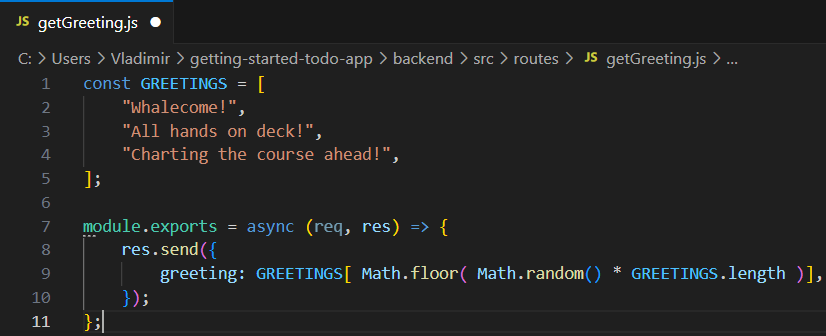 JS getGreeting.js
C: > Users > Vladimir > getting-started-todo-app > backend > src > routes > JS getGreeting.js > ...
1 const GREETINGS = [
2     "Whalecome!",
3     "All hands on deck!",
4     "Charting the course ahead!",
5 ];
6
7 module.exports = async (req, res) => {
8     res.send({
9         greeting: GREETINGS[ Math.floor( Math.random() * GREETINGS.length )],
10     });
11 };